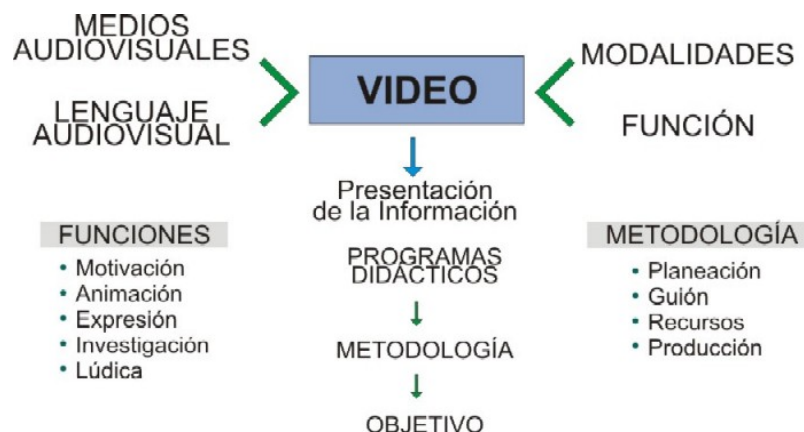 MEDIOS
AUDIOVISUALES
LENGUAJE
AUDIOVISUAL
VIDEO
MODALIDADES
FUNCIÓN
Presentación
de la Información
PROGRAMAS
DIDÁCTICOS
METODOLOGÍA
OBJETIVO
FUNCIONES
• Motivación
• Animación
• Expresión
• Investigación
• Lúdica
METODOLOGÍA
• Planeación
• Guión
• Recursos
• Producción